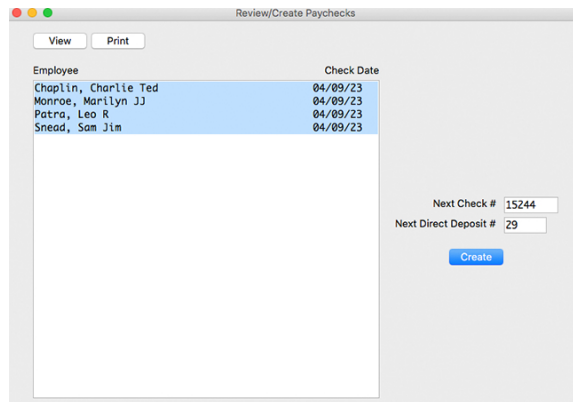 Review/Create Paychecks
View Print
Employee Check Date
Chaplin, Charlie Ted 04/09/23
Monroe, Marilyn JJ 04/09/23
Patra, Leo R 04/09/23
Snead, Sam Jim 04/09/23
Next Check # 15244
Next Direct Deposit # 29
Create